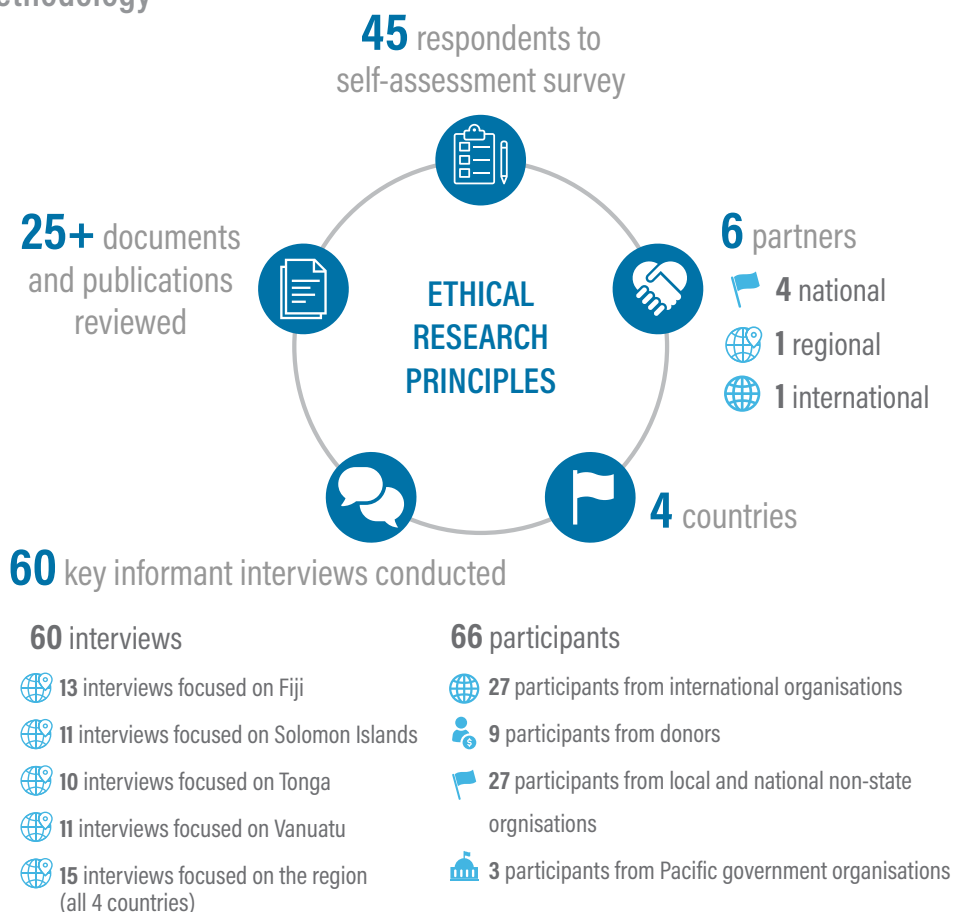 45 respondents to
self-assessment survey
25+ documents
and publications
reviewed
ETHICAL
RESEARCH
PRINCIPLES
6 partners
4 national
1 regional
1 international
4 countries
60 key informant interviews conducted
60 interviews
13 interviews focused on Fiji
11 interviews focused on Solomon Islands
10 interviews focused on Tonga
11 interviews focused on Vanuatu
15 interviews focused on the region
(all 4 countries)
66 participants
27 participants from international organisations
9 participants from donors
27 participants from local and national non-state
orgnisations
3 participants from Pacific government organisations